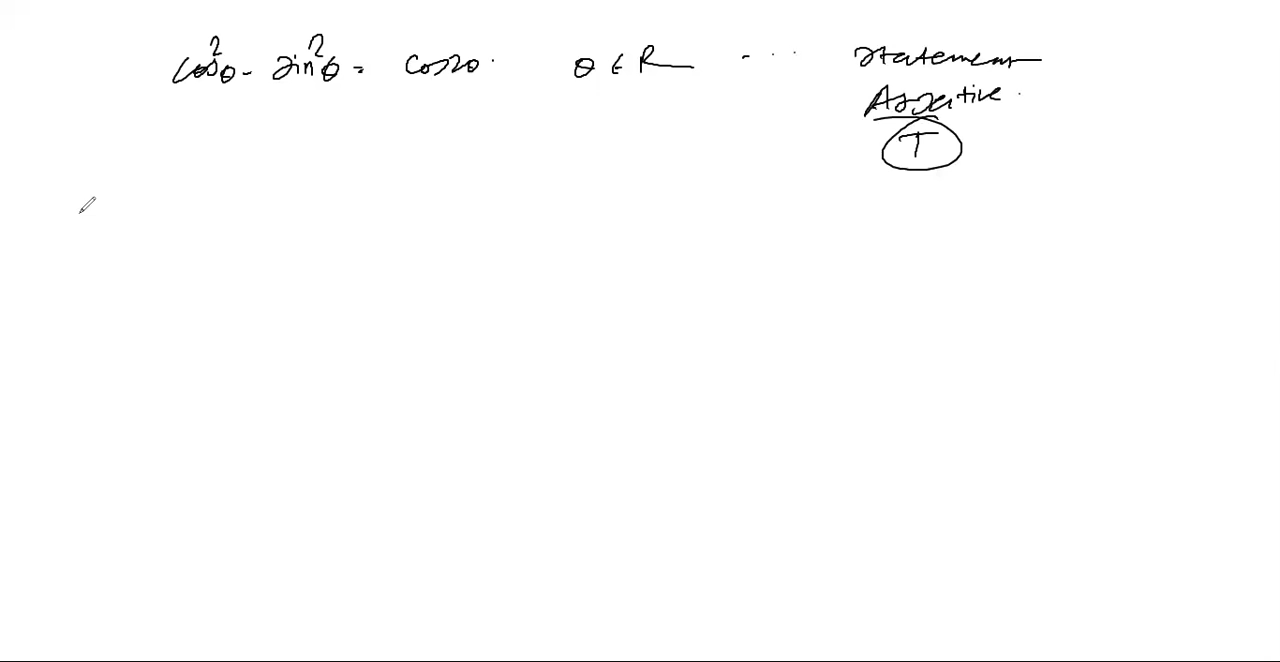 cos²θ - sin²θ = cos2θ. θ ∈ R ... statement
Assertive.
T